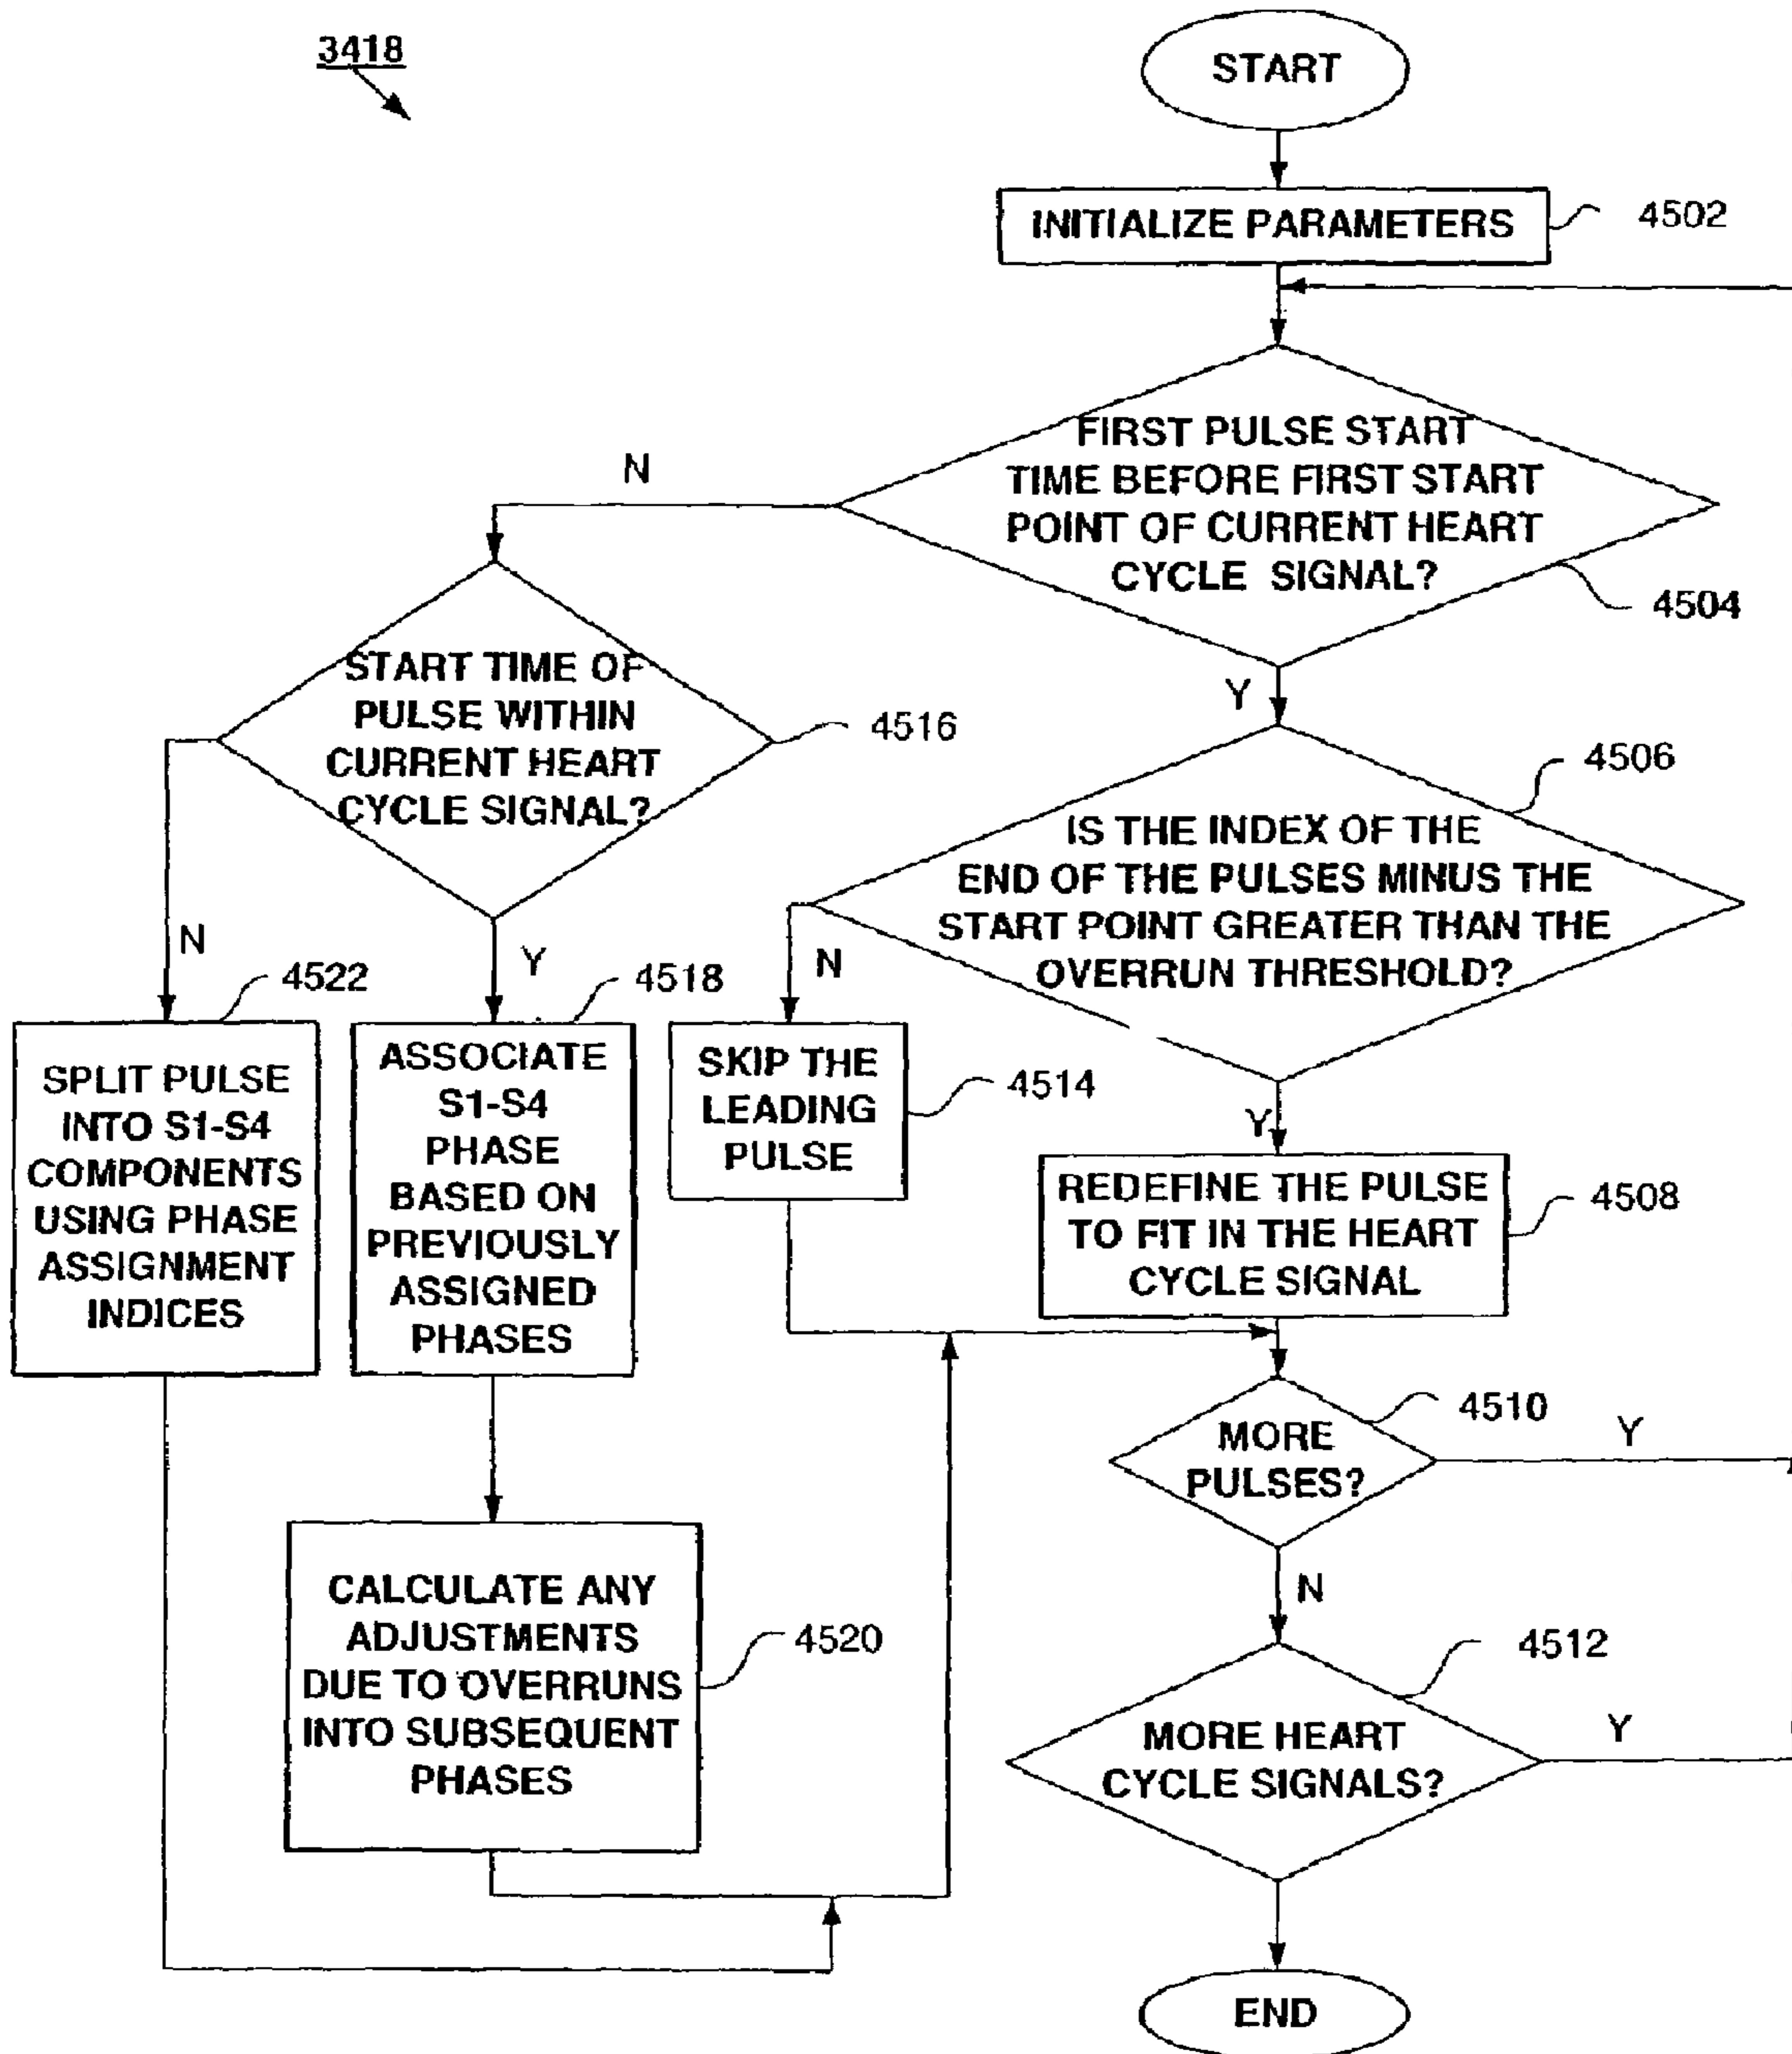 3418
START
INITIALIZE PARAMETERS
4502
FIRST PULSE START
TIME BEFORE FIRST START
POINT OF CURRENT HEART
CYCLE SIGNAL?
4504
N
Y
START TIME OF
PULSE WITHIN
CURRENT HEART
CYCLE SIGNAL?
4516
N
Y
IS THE INDEX OF THE
END OF THE PULSES MINUS THE
START POINT GREATER THAN THE
OVERRUN THRESHOLD?
4506
N
Y
SPLIT PULSE
INTO S1-S4
COMPONENTS
USING PHASE
ASSIGNMENT
INDICES
4522
ASSOCIATE
S1-S4
PHASE
BASED ON
PREVIOUSLY
ASSIGNED
PHASES
4518
SKIP THE
LEADING
PULSE
4514
REDEFINE THE PULSE
TO FIT IN THE HEART
CYCLE SIGNAL
4508
MORE
PULSES?
4510
Y
N
CALCULATE ANY
ADJUSTMENTS
DUE TO OVERRUNS
INTO SUBSEQUENT
PHASES
4520
MORE HEART
CYCLE SIGNALS?
4512
Y
END